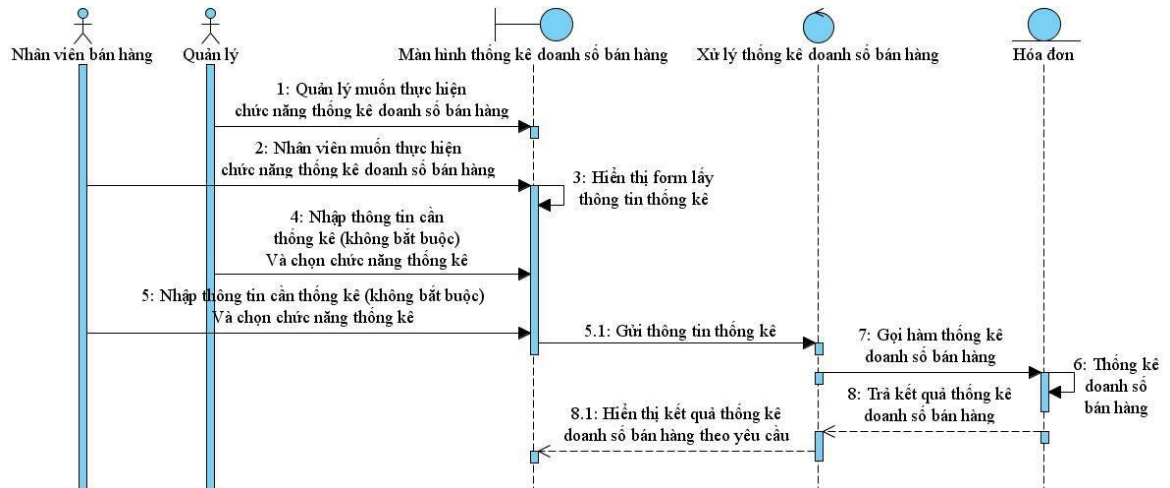 Nhân viên bán hàng
Quản lý
Màn hình thống kê doanh số bán hàng
Xử lý thống kê doanh số bán hàng
Hóa đơn
1: Quản lý muốn thực hiện
chức năng thống kê doanh số bán hàng
2: Nhân viên muốn thực hiện
chức năng thống kê doanh số bán hàng
3: Hiển thị form lấy
thông tin thống kê
4: Nhập thông tin cần
thống kê (không bắt buộc)
Và chọn chức năng thống kê
5: Nhập thông tin cần thống kê (không bắt buộc)
Và chọn chức năng thống kê
5.1: Gửi thông tin thống kê
7: Gọi hàm thống kê
doanh số bán hàng
6: Thống kê
doanh số
bán hàng
8: Trả kết quả thống kê
doanh số bán hàng
8.1: Hiển thị kết quả thống kê
doanh số bán hàng theo yêu cầu